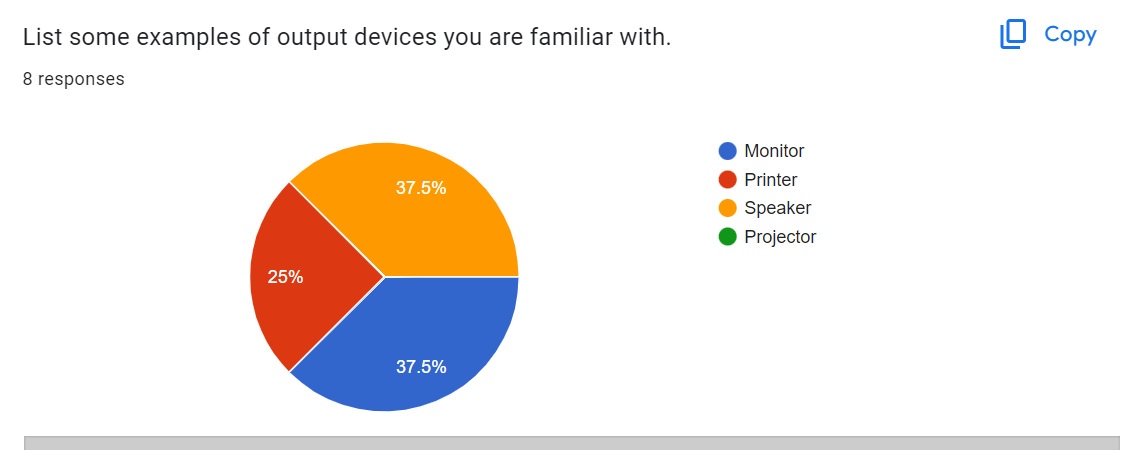 List some examples of output devices you are familiar with.
Copy
8 responses
Monitor
Printer
Speaker
Projector
37.5%
25%
37.5%